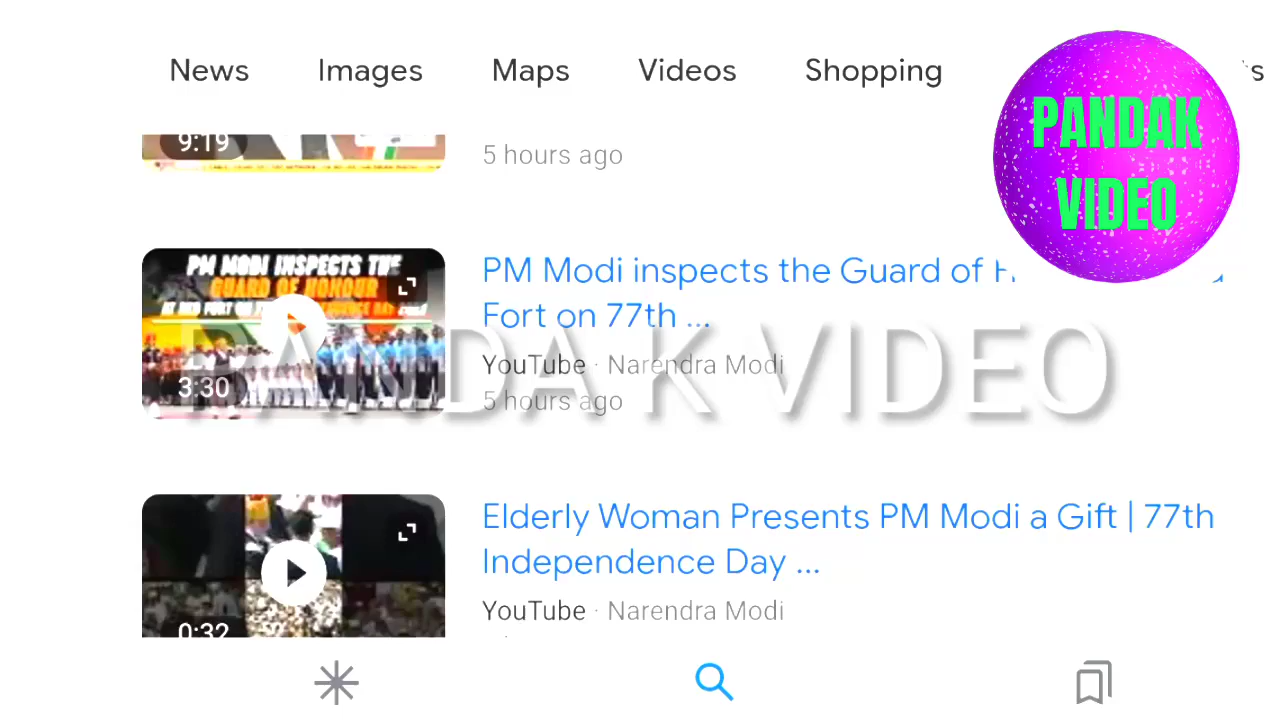 News Images Maps Videos Shopping
PANDAK
VIDEO
9:19
5 hours ago
PM MODI INSPECTS THE
GUARD OF HONOUR
3:30
PM Modi inspects the Guard of
Fort on 77th ...
YouTube · Narendra Modi
5 hours ago
PANDA K VIDEO
0:32
Elderly Woman Presents PM Modi a Gift | 77th
Independence Day ...
YouTube · Narendra Modi